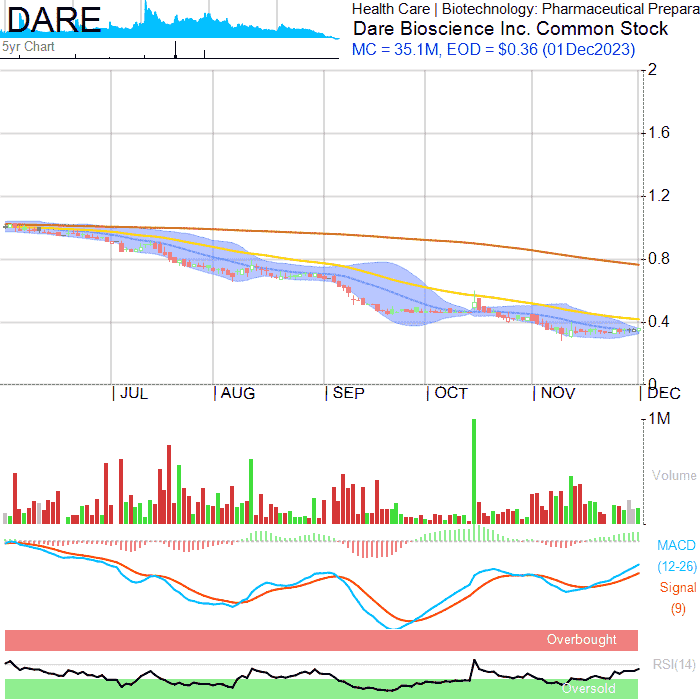 DARE
Health Care | Biotechnology: Pharmaceutical Prepara
Dare Bioscience Inc. Common Stock
5yr Chart
MC = 35.1M, EOD = $0.36 (01Dec2023)
2
1.6
1.2
0.8
0.4
0
JUL
AUG
SEP
OCT
NOV
DEC
1M
Volume
MACD
(12-26)
Signal
(9)
Overbought
RSI(14)
Oversold